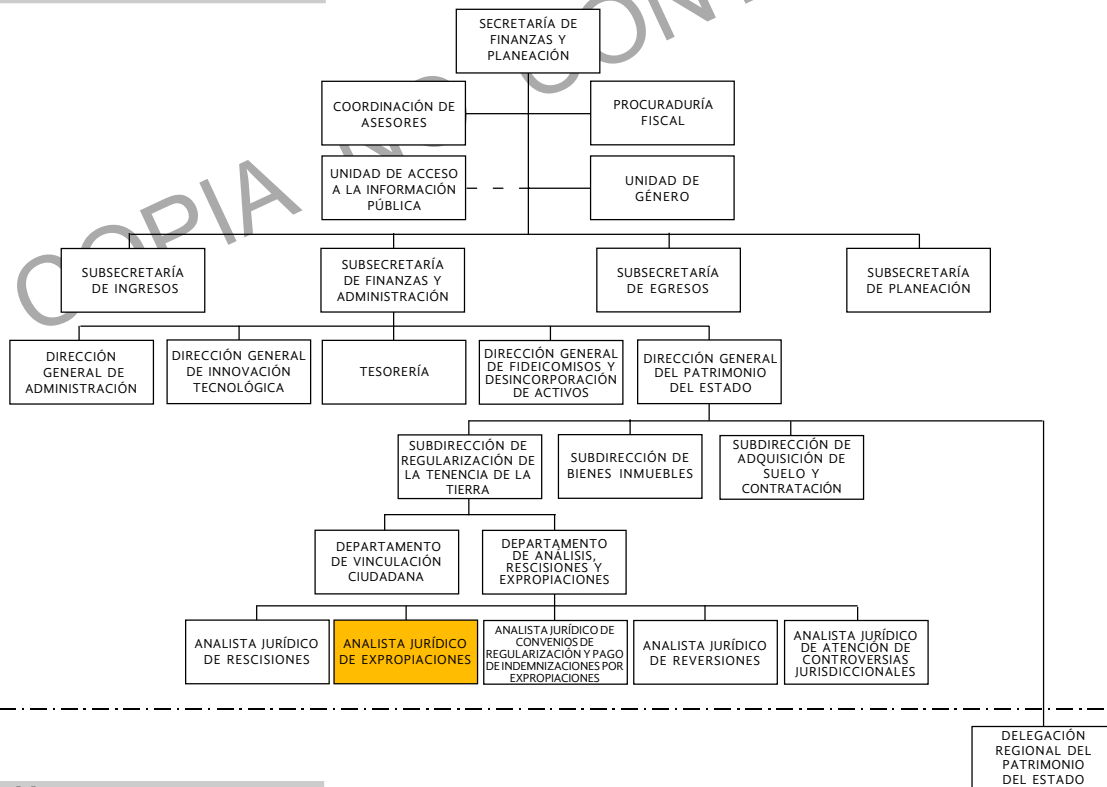 SECRETARÍA DE
FINANZAS Y
PLANEACIÓN
COORDINACIÓN DE
ASESORES
PROCURADURÍA
FISCAL
UNIDAD DE ACCESO
A LA INFORMACIÓN
PÚBLICA
UNIDAD DE
GÉNERO
COPIA
SUBSECRETARÍA
DE INGRESOS
SUBSECRETARÍA
DE FINANZAS Y
ADMINISTRACIÓN
SUBSECRETARÍA
DE EGRESOS
SUBSECRETARÍA
DE PLANEACIÓN
DIRECCIÓN
GENERAL DE
ADMINISTRACIÓN
DIRECCIÓN GENERAL
DE INNOVACIÓN
TECNOLÓGICA
TESORERÍA
DIRECCIÓN GENERAL
DE FIDEICOMISOS Y
DESINCORPORACIÓN
DE ACTIVOS
DIRECCIÓN GENERAL
DEL PATRIMONIO
DEL ESTADO
SUBDIRECCIÓN DE
REGULARIZACIÓN DE
LA TENENCIA DE LA
TIERRA
SUBDIRECCIÓN DE
BIENES INMUEBLES
SUBDIRECCIÓN DE
ADQUISICIÓN DE
SUELO Y
CONTRATACIÓN
DEPARTAMENTO
DE VINCULACIÓN
CIUDADANA
DEPARTAMENTO
DE ANÁLISIS,
RESCISIONES Y
EXPROPIACIONES
ANALISTA JURÍDICO
DE RESCISIONES
ANALISTA JURÍDICO
DE EXPROPIACIONES
ANALISTA JURÍDICO DE
CONVENIOS DE
REGULARIZACIÓN Y PAGO
DE INDEMNIZACIONES POR
EXPROPIACIONES
ANALISTA JURÍDICO
DE REVERSIONES
ANALISTA JURÍDICO
DE ATENCIÓN DE
CONTROVERSIAS
JURISDICCIONALES
DELEGACIÓN
REGIONAL DEL
PATRIMONIO
DEL ESTADO